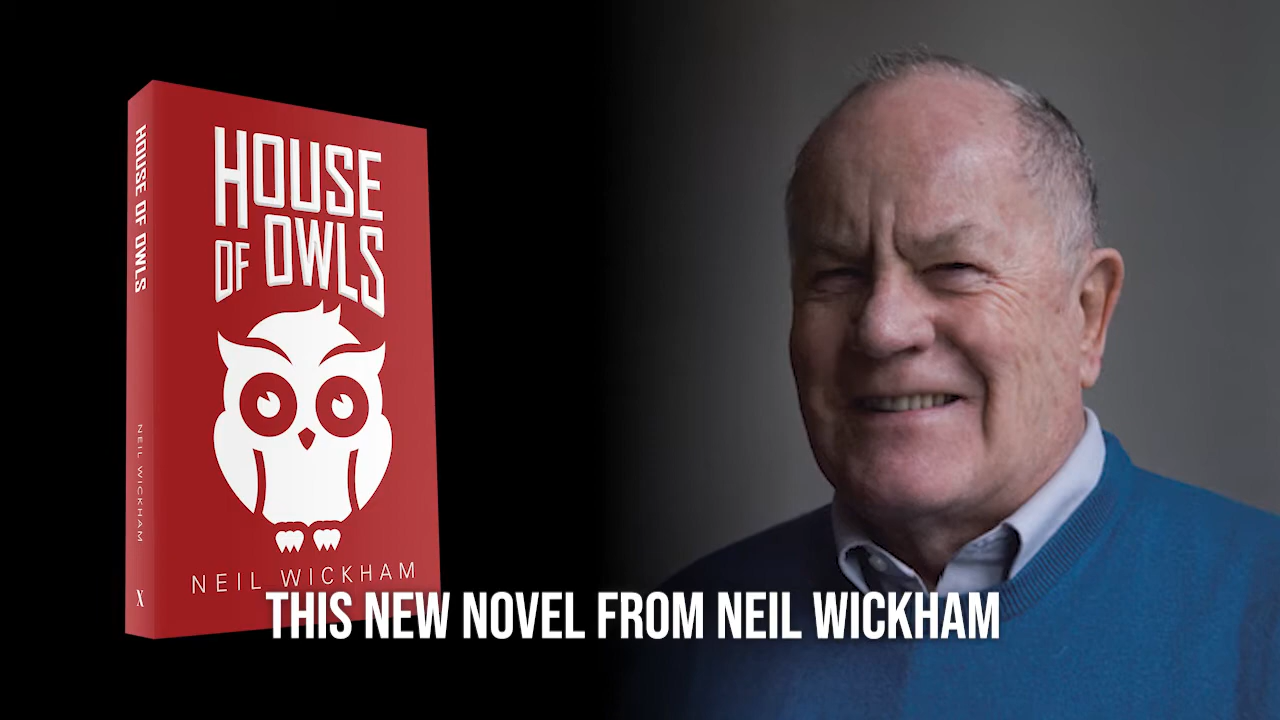 HOUSE
OF OWLS
NEIL WICKHAM
HOUSE OF OWLS
NEIL WICKHAM
X
THIS NEW NOVEL FROM NEIL WICKHAM